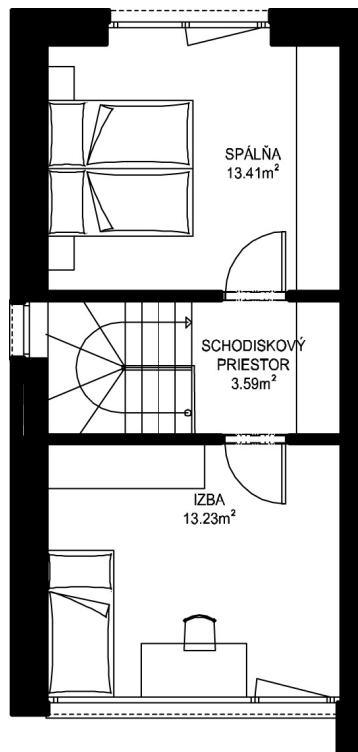 SPÁLŇA
13.41m²
SCHODISKOVÝ
PRIESTOR
3.59m²
IZBA
13.23m²